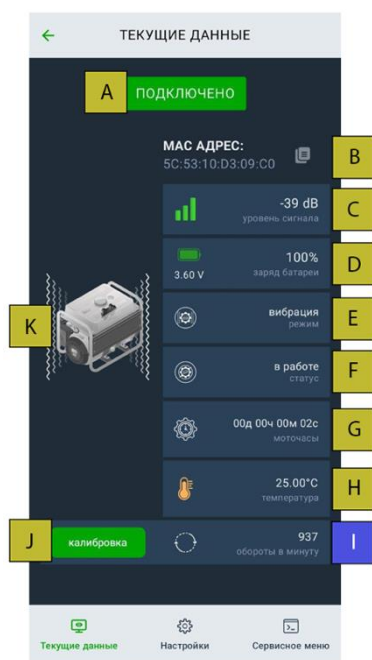 ТЕКУЩИЕ ДАННЫЕ
A ПОДКЛЮЧЕНО
MAC АДРЕС:
5C:53:10:D3:09:C0 B
-39 dB
уровень сигнала C
100%
3.60 V заряд батареи D
вибрация
режим E
в работе
статус F
00д 00ч 00м 02с
моточасы G
25.00°C
температура H
K
J калибровка 937
обороты в минуту I
Текущие данные Настройки Сервисное меню